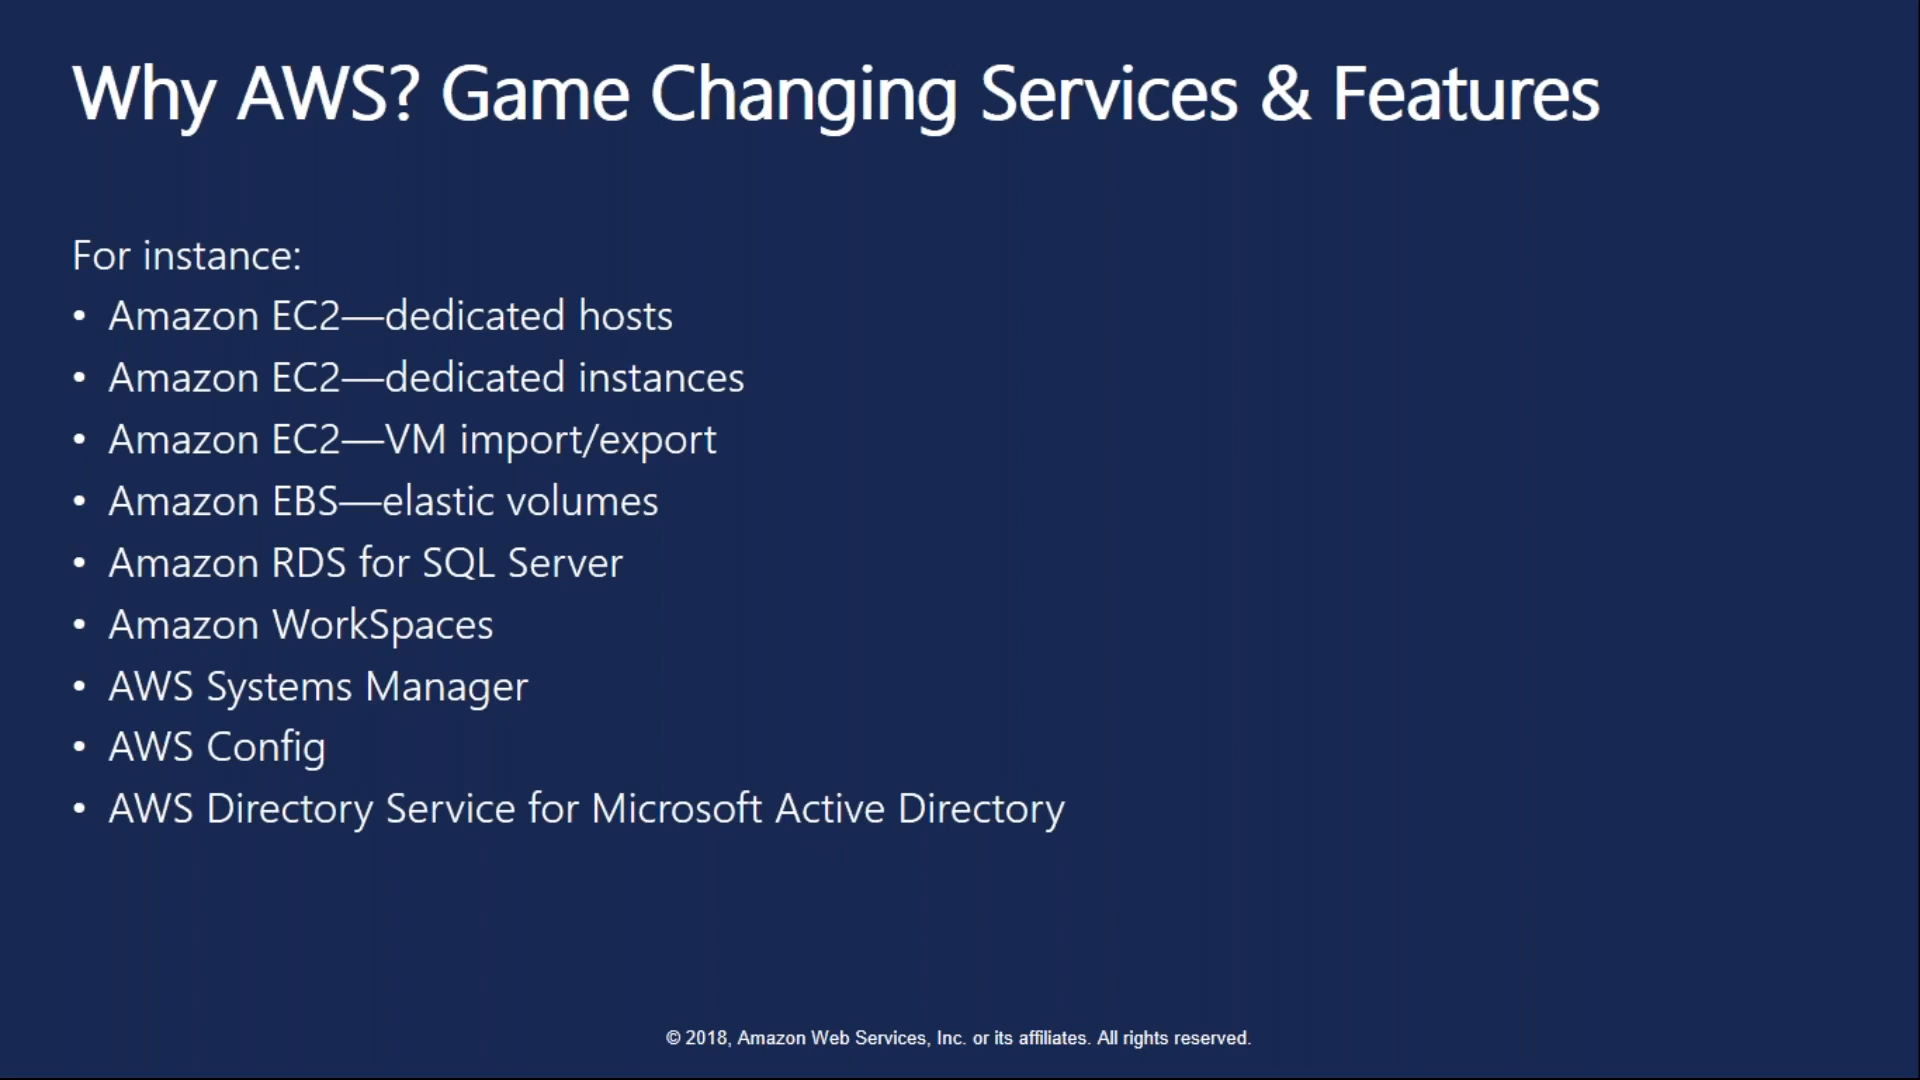 Why AWS? Game Changing Services & Features
For instance:
• Amazon EC2—dedicated hosts
• Amazon EC2—dedicated instances
• Amazon EC2—VM import/export
• Amazon EBS—elastic volumes
• Amazon RDS for SQL Server
• Amazon WorkSpaces
• AWS Systems Manager
• AWS Config
• AWS Directory Service for Microsoft Active Directory
© 2018, Amazon Web Services, Inc. or its affiliates. All rights reserved.